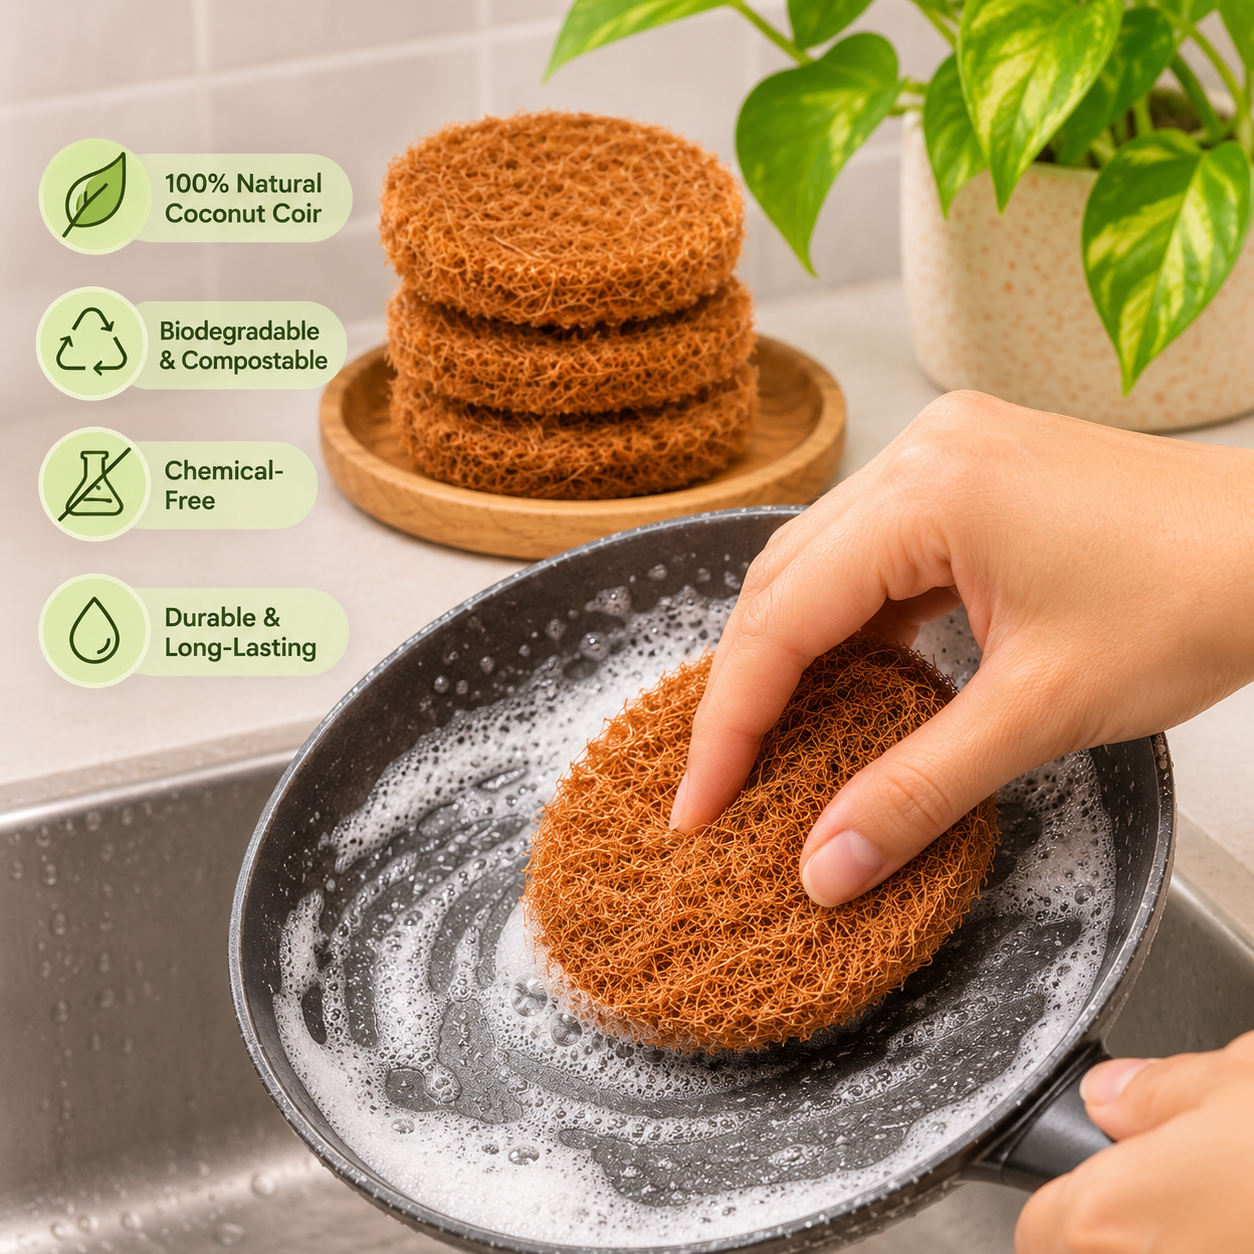 100% Natural
Coconut Coir
Biodegradable
& Compostable
Chemical-
Free
Durable &
Long-Lasting